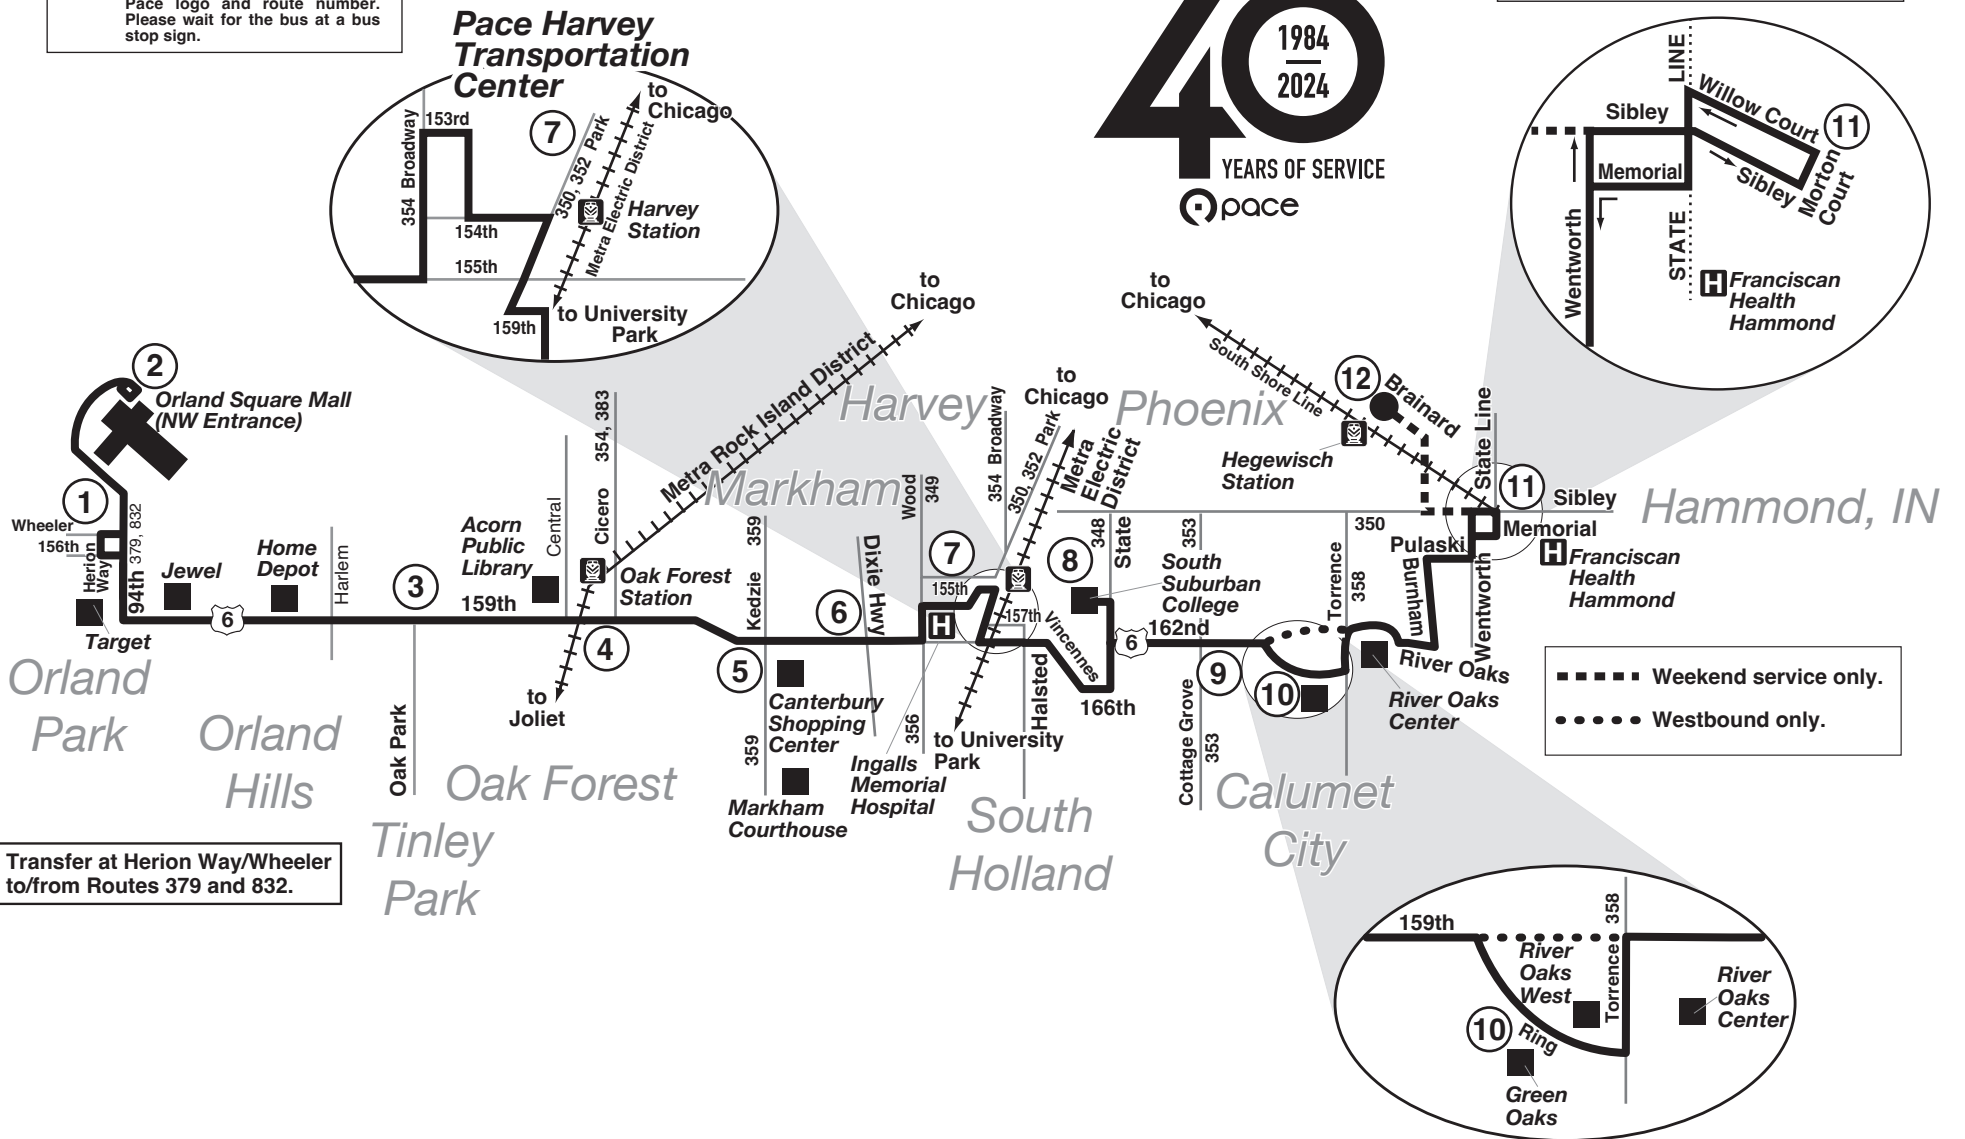 Pace logo and route number.
Please wait for the bus at a bus
stop sign.
Pace Harvey
Transportation
Center
354 Broadway
153rd
7
350, 352 Park
to
Chicago
Metra Electric District
Harvey
Station
154th
155th
159th
to University
Park
40
1984
2024
YEARS OF SERVICE
pace
LINE
Sibley
Willow Court
11
Memorial
Sibley
Morton
Court
Wentworth
STATE
H
Franciscan
Health
Hammond
2
Orland Square Mall
(NW Entrance)
1
Wheeler
156th
Herion
Way
379, 832
94th
Target
Jewel
6
Home
Depot
Harlem
3
Oak Park
159th
Acorn
Public
Library
Central
Cicero
354, 383
Oak Forest
Station
4
to
Joliet
Metra Rock Island District
to
Chicago
Kedzie
359
5
359
Canterbury
Shopping
Center
Markham
Courthouse
6
Dixie Hwy
Wood
349
H
356
Ingalls
Memorial
Hospital
7
155th
354 Broadway
350, 352 Park
to
Chicago
Metra
Electric
District
157th
to University
Park
Halsted
Vincennes
8
348
State
South
Suburban
College
166th
6
162nd
353
9
Cottage Grove
353
10
Torrence
358
350
River Oaks
River Oaks
Center
Burnham
Pulaski
Wentworth
to
Chicago
South Shore Line
12
Brainard
Hegewisch
Station
State Line
11
Sibley
Memorial
H
Franciscan
Health
Hammond
Orland
Park
Orland
Hills
Tinley
Park
Oak Forest
Markham
Harvey
Phoenix
South
Holland
Calumet
City
Hammond, IN
Weekend service only.
Westbound only.
Transfer at Herion Way/Wheeler
to/from Routes 379 and 832.
159th
358
River
Oaks
West
Torrence
River
Oaks
Center
10
Ring
Green
Oaks